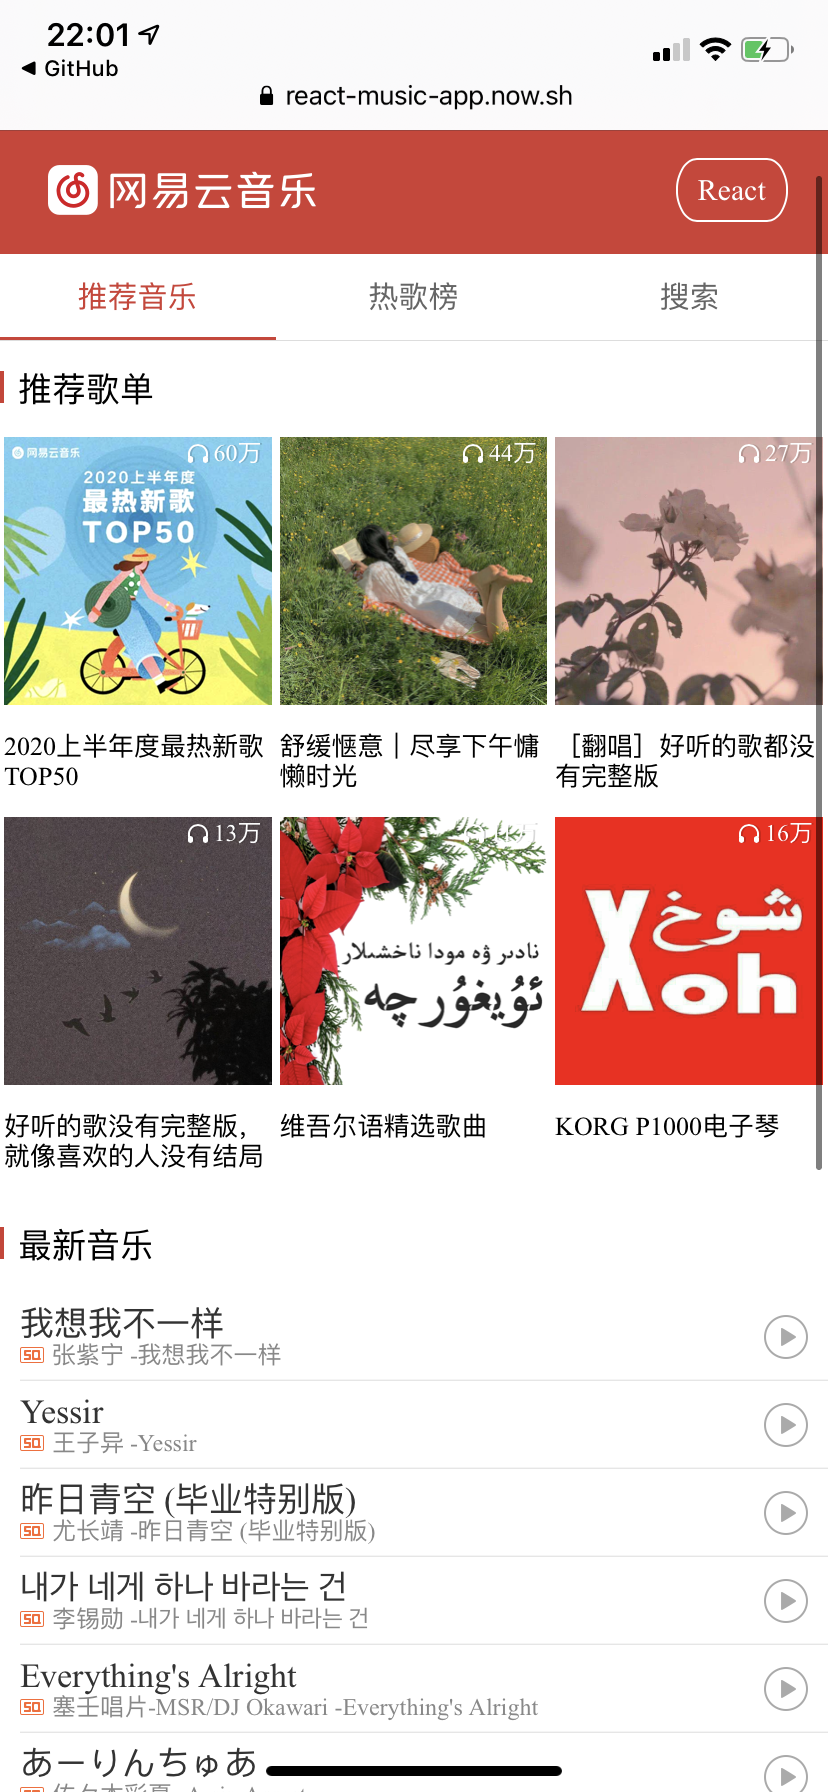 22:01
GitHub
react-music-app.now.sh
网易云音乐
React
推荐音乐
热歌榜
搜索
推荐歌单
网易云音乐
60万
2020上半年度
最热新歌
TOP50
44万
27万
2020上半年度最热新歌
TOP50
舒缓惬意｜尽享下午慵
懒时光
［翻唱］好听的歌都没
有完整版
13万
نادىر ۋە مودا ناخشىلار
ئۇيغۇرچە
16万
شوخ
Xoh
好听的歌没有完整版，
就像喜欢的人没有结局
维吾尔语精选歌曲
KORG P1000电子琴
最新音乐
我想我不一样
SQ 张紫宁 -我想我不一样
Yessir
SQ 王子异 -Yessir
昨日青空 (毕业特别版)
SQ 尤长靖 -昨日青空 (毕业特别版)
내가 네게 하나 바라는 건
SQ 李锡勋 -내가 네게 하나 바라는 건
Everything's Alright
SQ 塞壬唱片-MSR/DJ Okawari -Everything's Alright
あーりんちゅあ